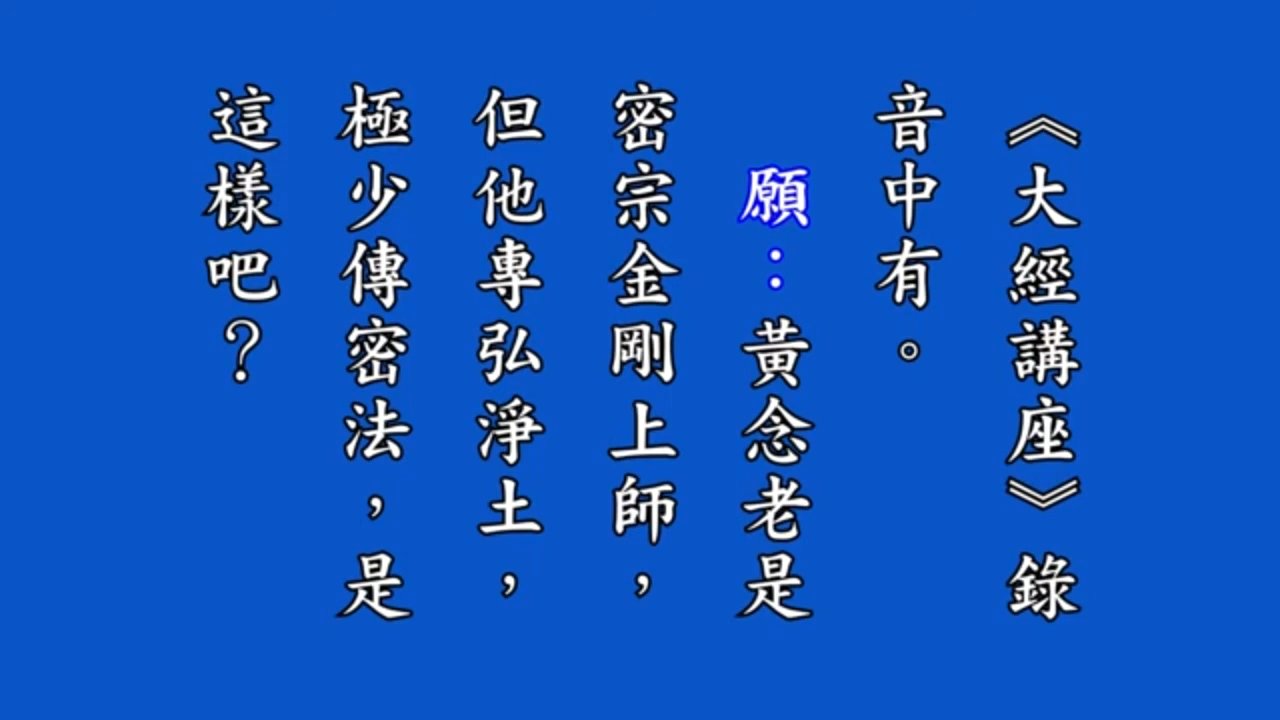 《大經講座》錄
音中有。
願：黃念老是
密宗金剛上師，
但他專弘淨土，
極少傳密法，是
這樣吧？